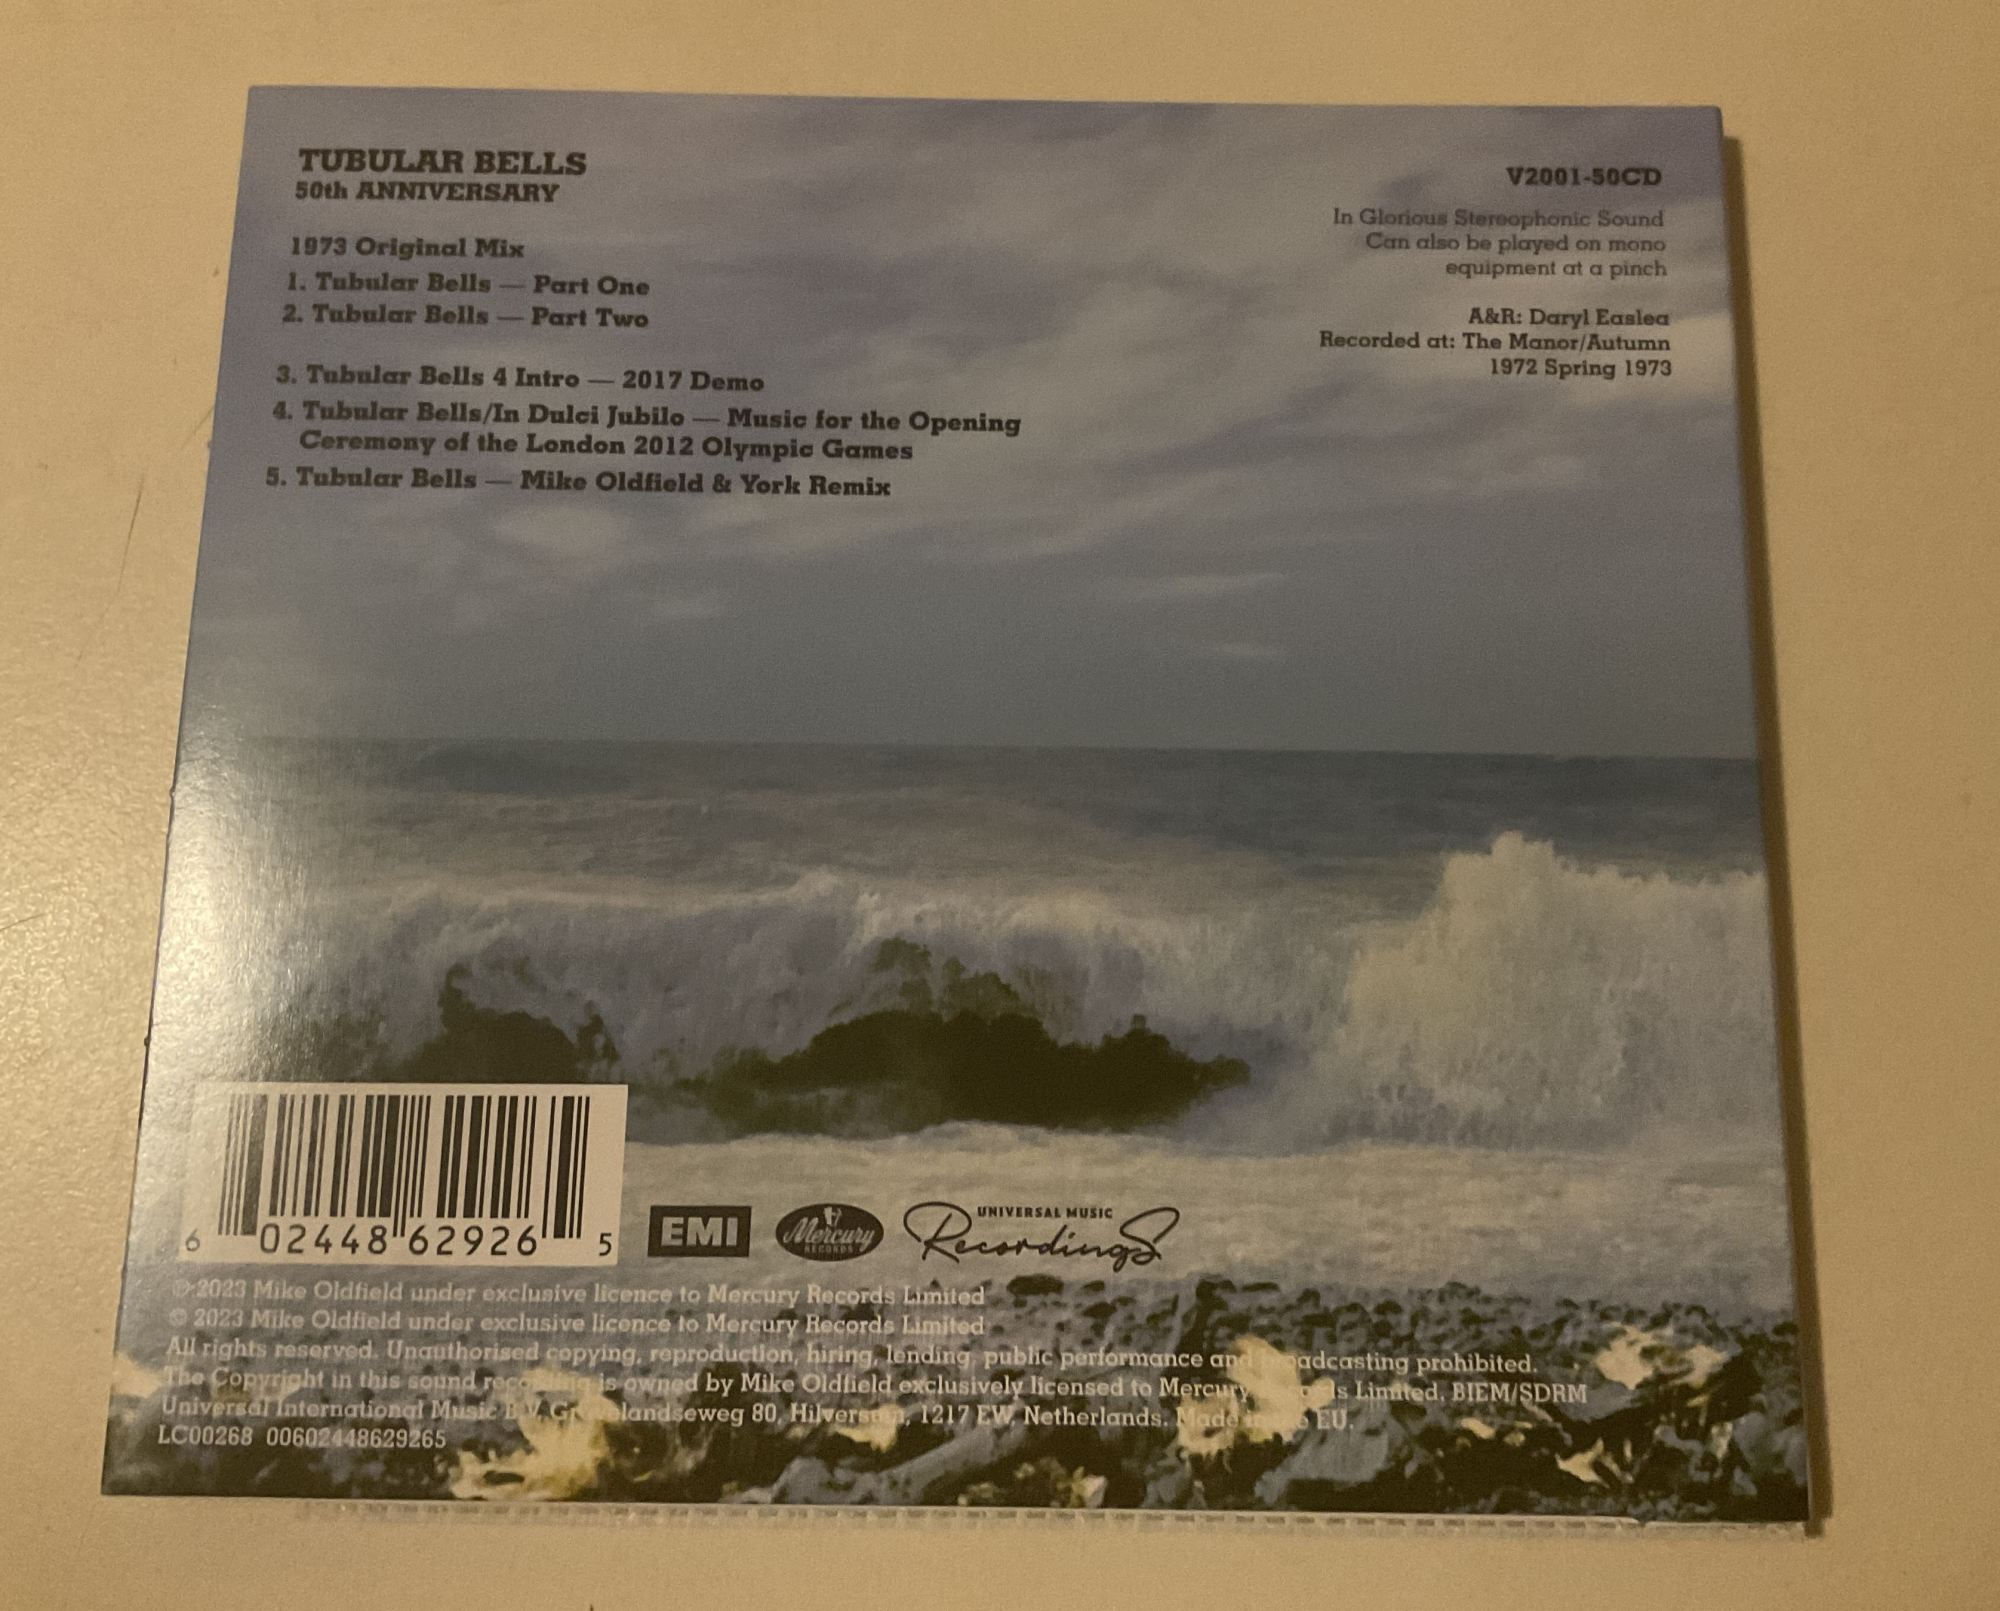 TUBULAR BELLS
50th ANNIVERSARY
1973 Original Mix
1. Tubular Bells — Part One
2. Tubular Bells — Part Two
3. Tubular Bells 4 Intro — 2017 Demo
4. Tubular Bells/In Dulci Jubilo — Music for the Opening
Ceremony of the London 2012 Olympic Games
5. Tubular Bells — Mike Oldfield & York Remix
V2001-50CD
In Glorious Stereophonic Sound
Can also be played on mono
equipment at a pinch
A&R: Daryl Easlea
Recorded at: The Manor/Autumn
1972 Spring 1973
6 02448 62926 5
EMI
Mercury
RECORDS
UNIVERSAL MUSIC
Recordings
℗ 2023 Mike Oldfield under exclusive licence to Mercury Records Limited
© 2023 Mike Oldfield under exclusive licence to Mercury Records Limited
All rights reserved. Unauthorised copying, reproduction, hiring, lending, public performance and broadcasting prohibited.
The Copyright in this sound recording is owned by Mike Oldfield exclusively licensed to Mercury Limited. BIEM/SDRM
Universal International Music B.V. 80, Hilversum, 1217 EW, Netherlands. Made in EU.
LC00268 00602448629265